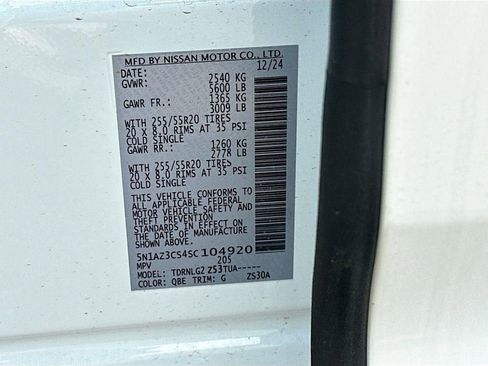 MFD BY NISSAN MOTOR CO., LTD.
DATE: 12/24
GVWR: 2540 KG
5600 LB
GAWR FR.: 1365 KG
3009 LB
WITH 255/55R20 TIRES
20 X 8.0 RIMS AT 35 PSI
COLD SINGLE
GAWR RR.: 1260 KG
2778 LB
WITH 255/55R20 TIRES
20 X 8.0 RIMS AT 35 PSI
COLD SINGLE
THIS VEHICLE CONFORMS TO
ALL APPLICABLE FEDERAL
MOTOR VEHICLE SAFETY AND
THEFT PREVENTION
STANDARDS IN EFFECT ON
THE DATE OF MANUFACTURE
SHOWN ABOVE.
5N1AZ3CS4SC104920
MPV 205
MODEL: TDRNLG2 Z53TUA-----
COLOR: QBE TRIM: G ZS30A